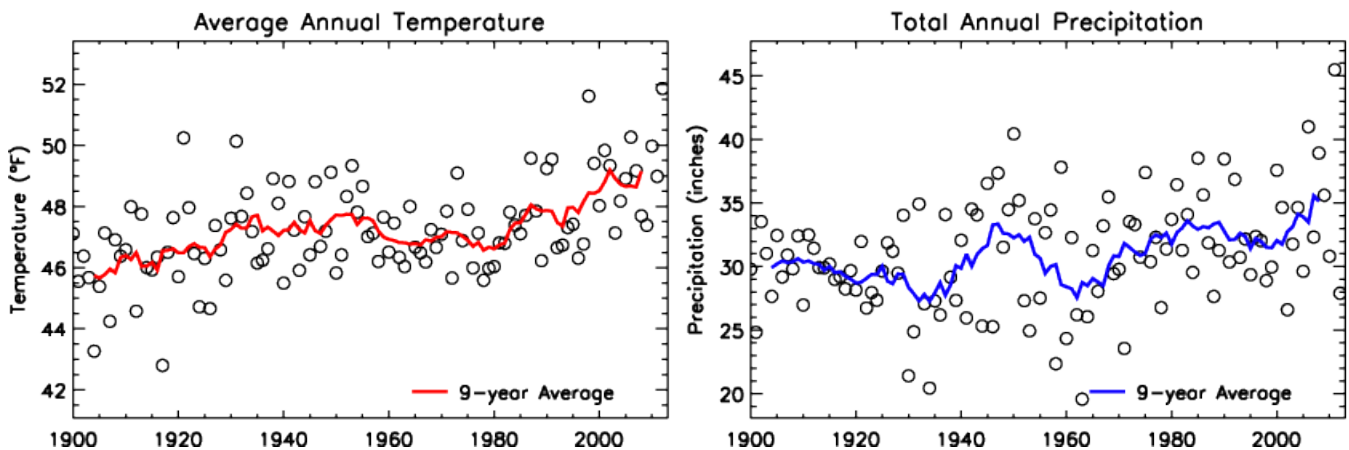 Average Annual Temperature
Temperature (°F)
52
50
48
46
44
42
9-year Average
1900 1920 1940 1960 1980 2000
Total Annual Precipitation
Precipitation (inches)
45
40
35
30
25
20
9-year Average
1900 1920 1940 1960 1980 2000